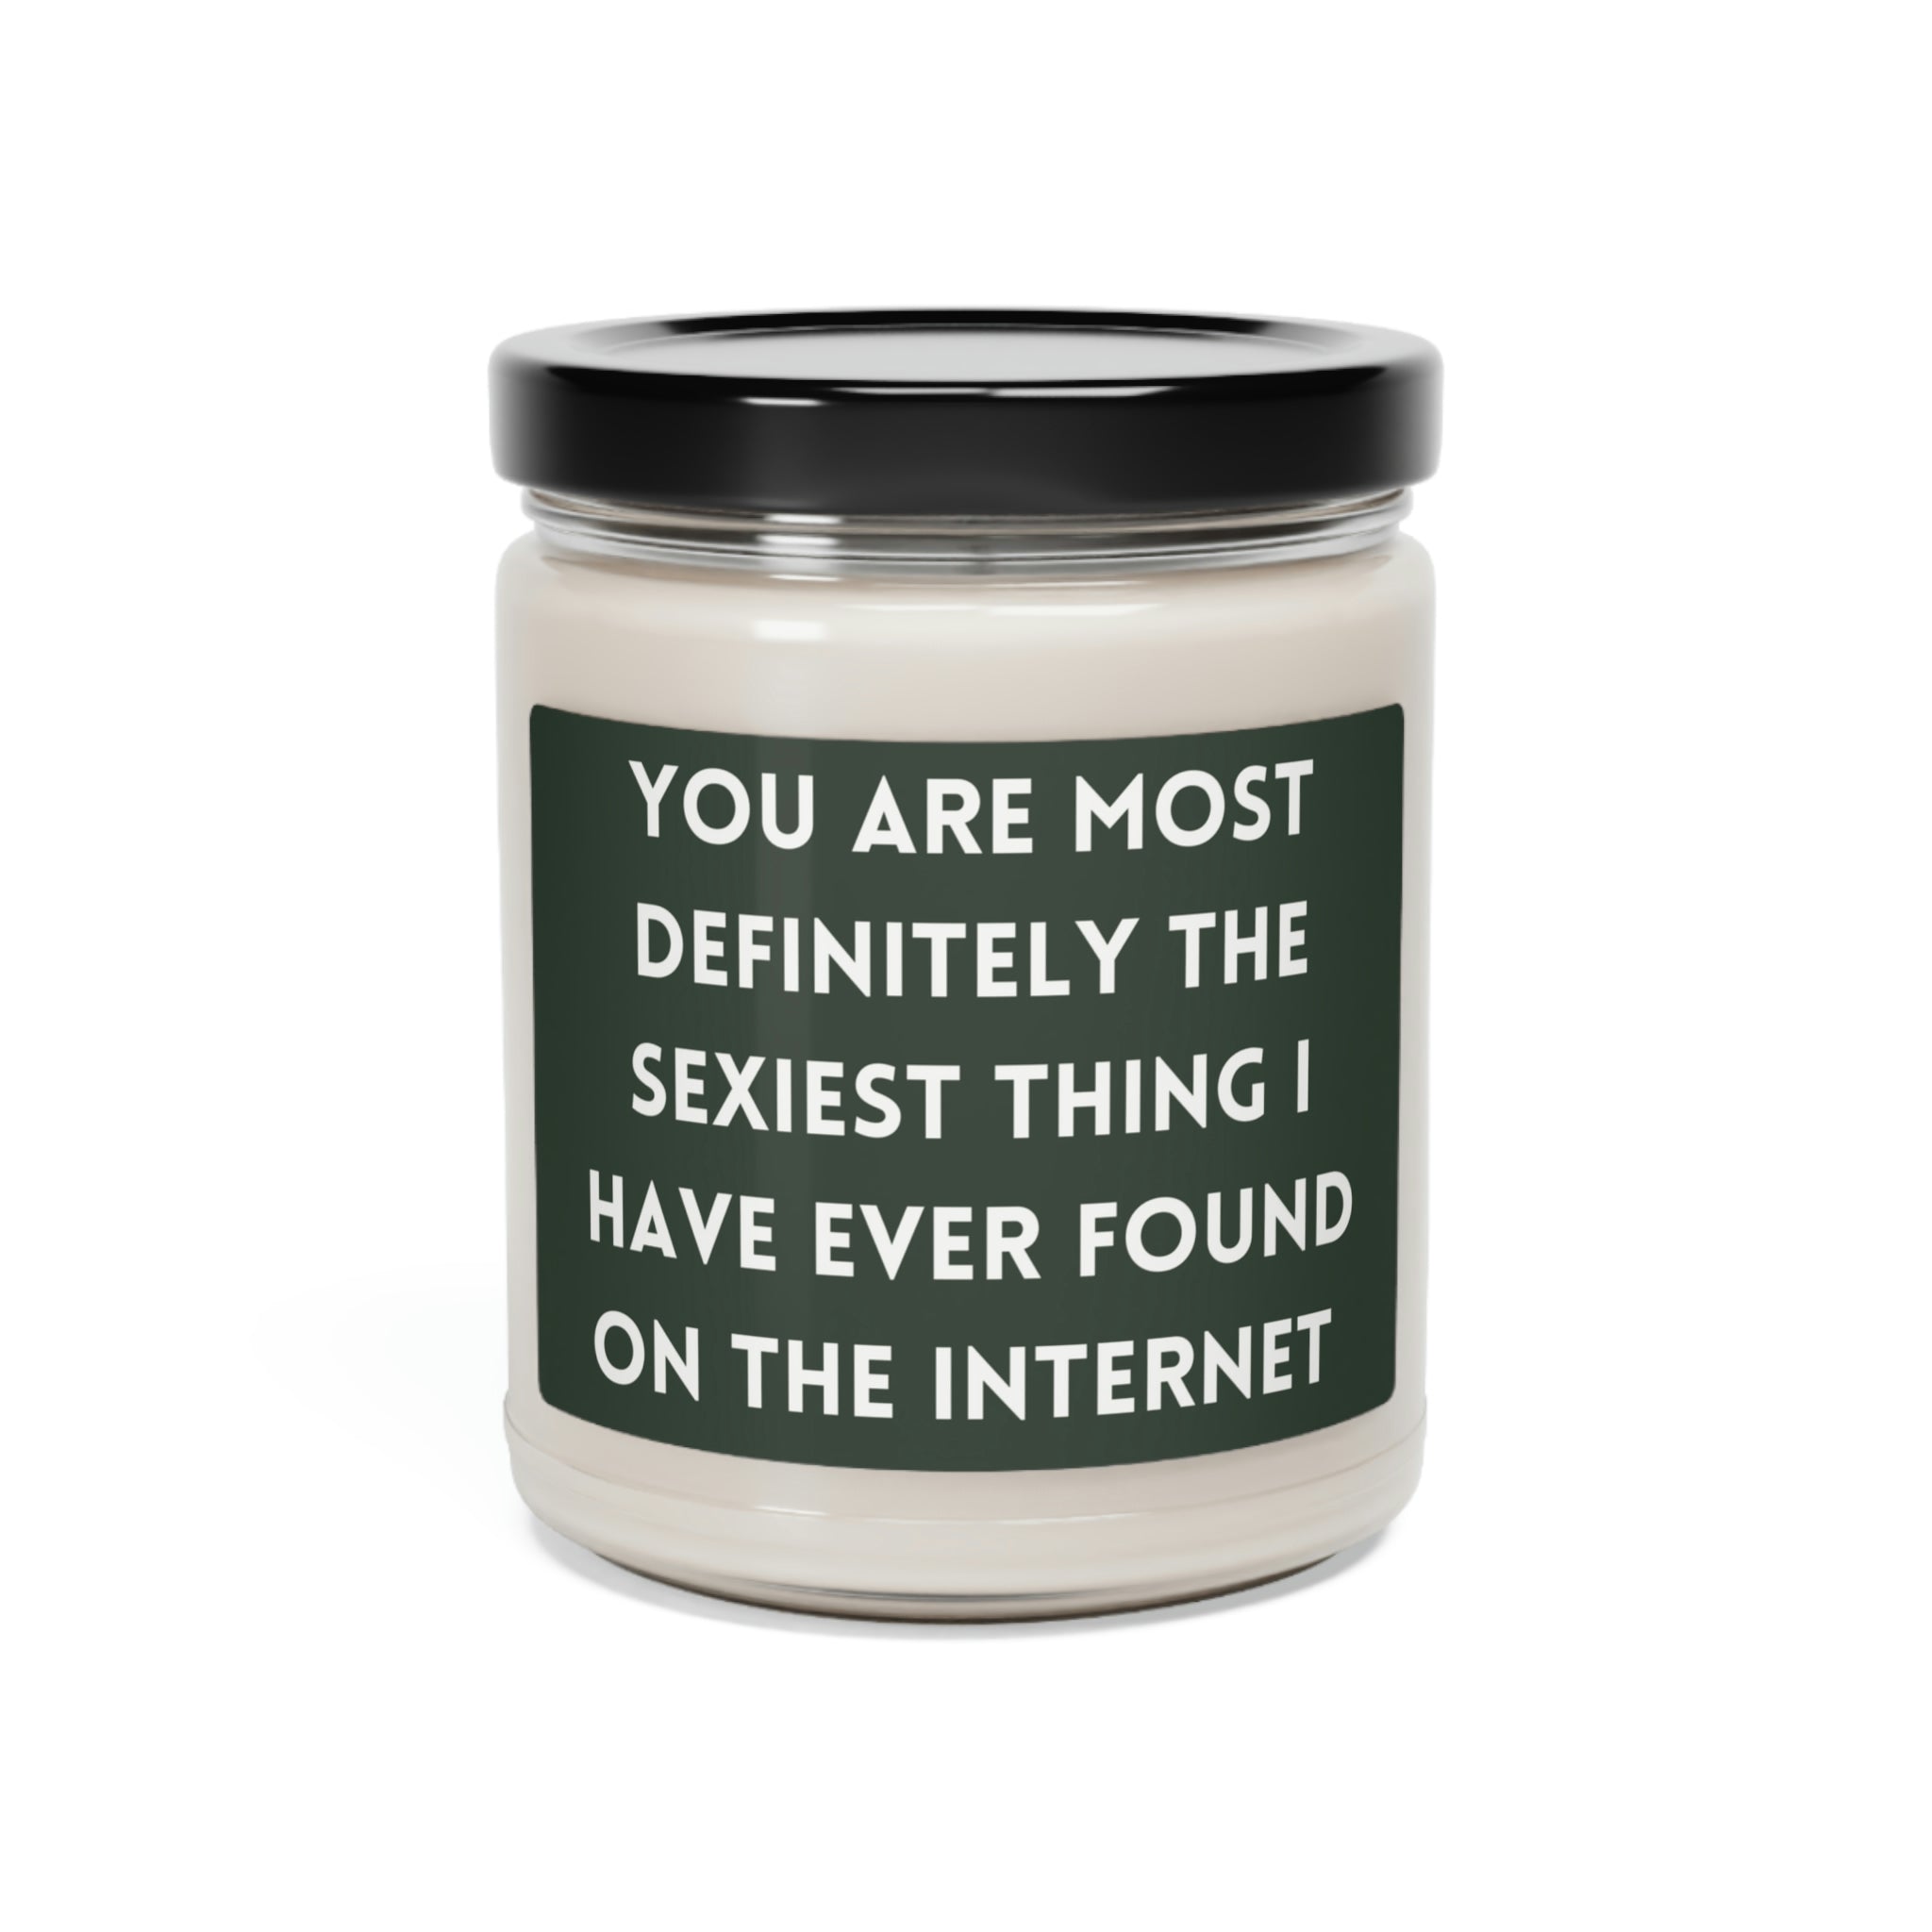 YOU ARE MOST
DEFINITELY THE
SEXIEST THING I
HAVE EVER FOUND
ON THE INTERNET